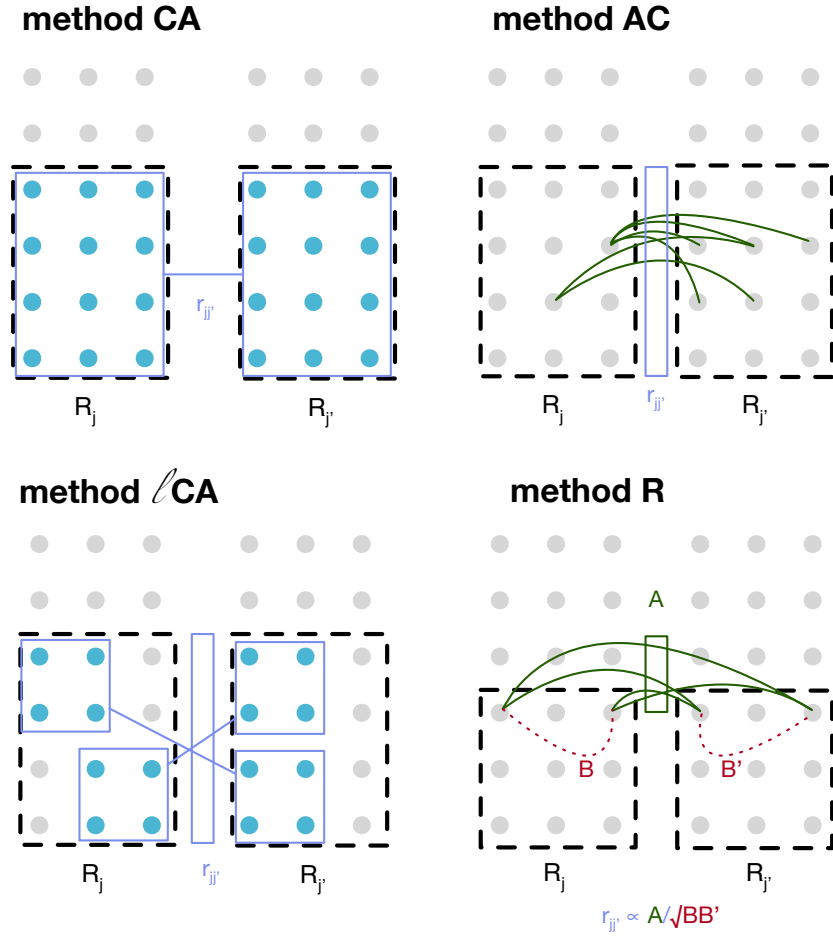 method CA
method AC
r_jj'
R_j
R_j'
R_j
r_jj'
R_j'
method ℓCA
method R
A
B
B'
R_j
r_jj'
R_j'
R_j
R_j'
r_jj' ∝ A/√BB'